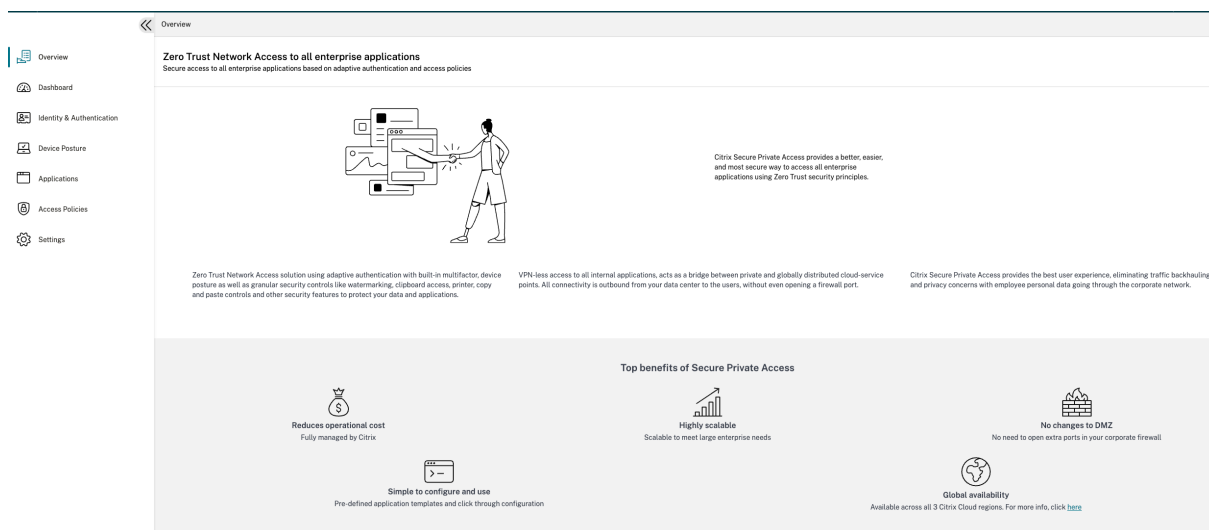 Overview
Overview
Dashboard
Identity & Authentication
Device Posture
Applications
Access Policies
Settings
Zero Trust Network Access to all enterprise applications
Secure access to all enterprise applications based on adaptive authentication and access policies
Citrix Secure Private Access provides a better, easier,
and most secure way to access all enterprise
applications using Zero Trust security principles.
Zero Trust Network Access solution using adaptive authentication with built-in multifactor, device
posture as well as granular security controls like watermarking, clipboard access, printer, copy
and paste controls and other security features to protect your data and applications.
VPN-less access to all internal applications, acts as a bridge between private and globally distributed cloud-service
points. All connectivity is outbound from your data center to the users, without even opening a firewall port.
Citrix Secure Private Access provides the best user experience, eliminating traffic backhauling
and privacy concerns with employee personal data going through the corporate network.
Top benefits of Secure Private Access
Reduces operational cost
Fully managed by Citrix
Highly scalable
Scalable to meet large enterprise needs
No changes to DMZ
No need to open extra ports in your corporate firewall
Simple to configure and use
Pre-defined application templates and click through configuration
Global availability
Available across all 3 Citrix Cloud regions. For more info, click here